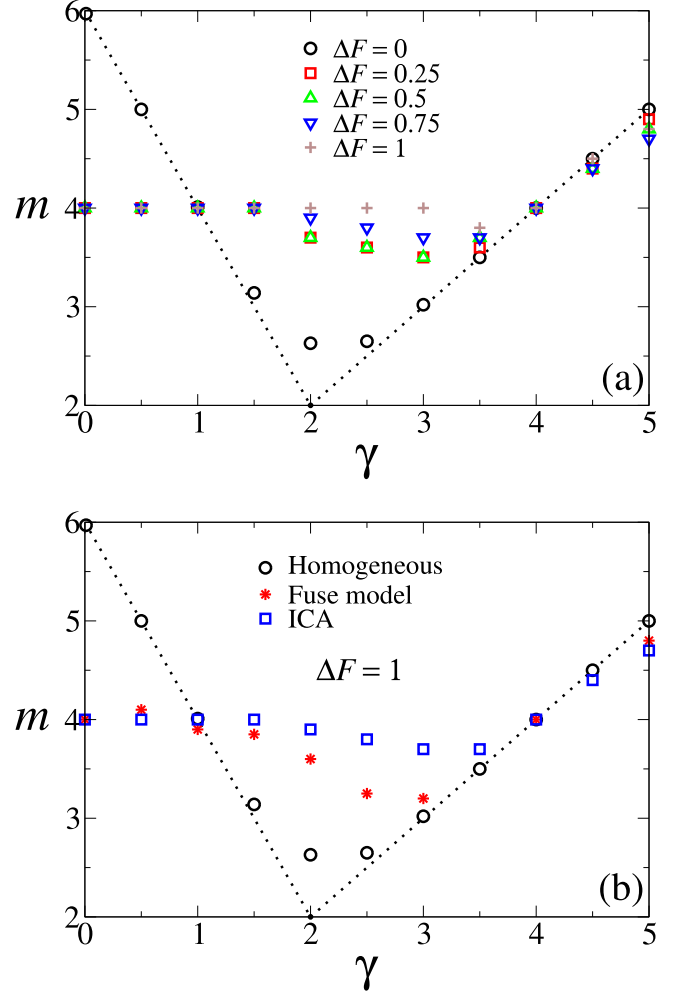 6
ΔF = 0
ΔF = 0.25
5
ΔF = 0.5
ΔF = 0.75
ΔF = 1
m 4
3
(a)
2
0 1 2 3 4 5
γ
6
Homogeneous
Fuse model
5
ICA
ΔF = 1
m 4
3
(b)
2
0 1 2 3 4 5
γ